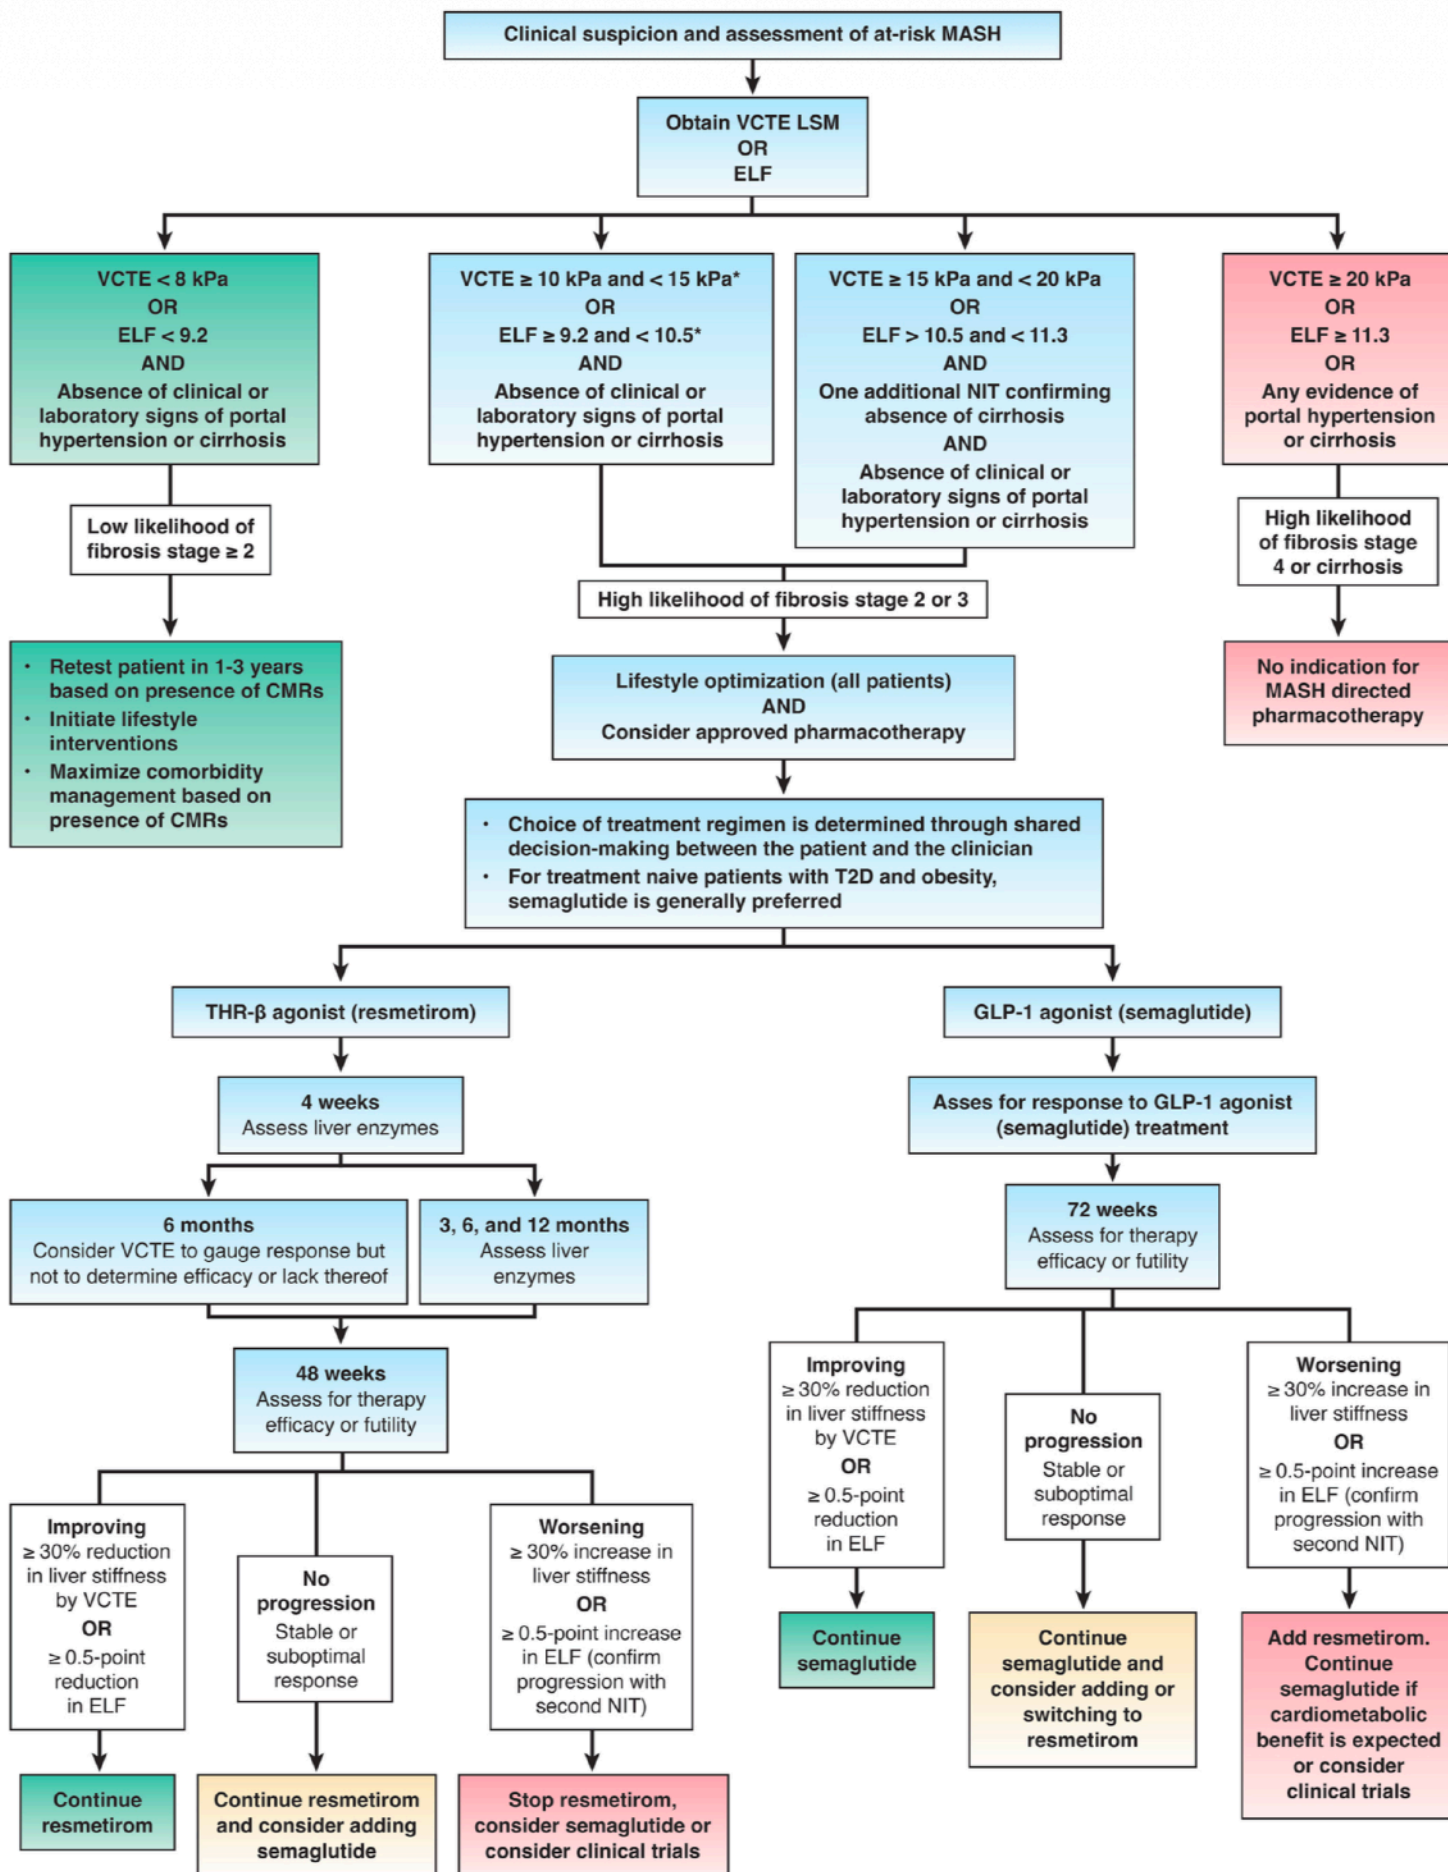 Clinical suspicion and assessment of at-risk MASH
Obtain VCTE LSM
OR
ELF
VCTE < 8 kPa
OR
ELF < 9.2
AND
Absence of clinical or
laboratory signs of portal
hypertension or cirrhosis
VCTE ≥ 10 kPa and < 15 kPa*
OR
ELF ≥ 9.2 and < 10.5*
AND
Absence of clinical or
laboratory signs of portal
hypertension or cirrhosis
VCTE ≥ 15 kPa and < 20 kPa
OR
ELF > 10.5 and < 11.3
AND
One additional NIT confirming
absence of cirrhosis
AND
Absence of clinical or
laboratory signs of portal
hypertension or cirrhosis
VCTE ≥ 20 kPa
OR
ELF ≥ 11.3
OR
Any evidence of
portal hypertension
or cirrhosis
Low likelihood of
fibrosis stage ≥ 2
High likelihood of fibrosis stage 2 or 3
High likelihood
of fibrosis stage
4 or cirrhosis
• Retest patient in 1-3 years
based on presence of CMRs
• Initiate lifestyle
interventions
• Maximize comorbidity
management based on
presence of CMRs
Lifestyle optimization (all patients)
AND
Consider approved pharmacotherapy
No indication for
MASH directed
pharmacotherapy
• Choice of treatment regimen is determined through shared
decision-making between the patient and the clinician
• For treatment naive patients with T2D and obesity,
semaglutide is generally preferred
THR-β agonist (resmetirom)
4 weeks
Assess liver enzymes
6 months
Consider VCTE to gauge response but
not to determine efficacy or lack thereof
3, 6, and 12 months
Assess liver
enzymes
48 weeks
Assess for therapy
efficacy or futility
Improving
≥ 30% reduction
in liver stiffness
by VCTE
OR
≥ 0.5-point
reduction
in ELF
No
progression
Stable or
suboptimal
response
Worsening
≥ 30% increase in
liver stiffness
OR
≥ 0.5-point increase
in ELF (confirm
progression with
second NIT)
Continue
resmetirom
Continue resmetirom
and consider adding
semaglutide
Stop resmetirom,
consider semaglutide or
consider clinical trials
GLP-1 agonist (semaglutide)
Asses for response to GLP-1 agonist
(semaglutide) treatment
72 weeks
Assess for therapy
efficacy or futility
Improving
≥ 30% reduction
in liver stiffness
by VCTE
OR
≥ 0.5-point
reduction
in ELF
No
progression
Stable or
suboptimal
response
Worsening
≥ 30% increase in
liver stiffness
OR
≥ 0.5-point increase
in ELF (confirm
progression with
second NIT)
Continue
semaglutide
Continue
semaglutide and
consider adding or
switching to
resmetirom
Add resmetirom.
Continue
semaglutide if
cardiometabolic
benefit is expected
or consider
clinical trials